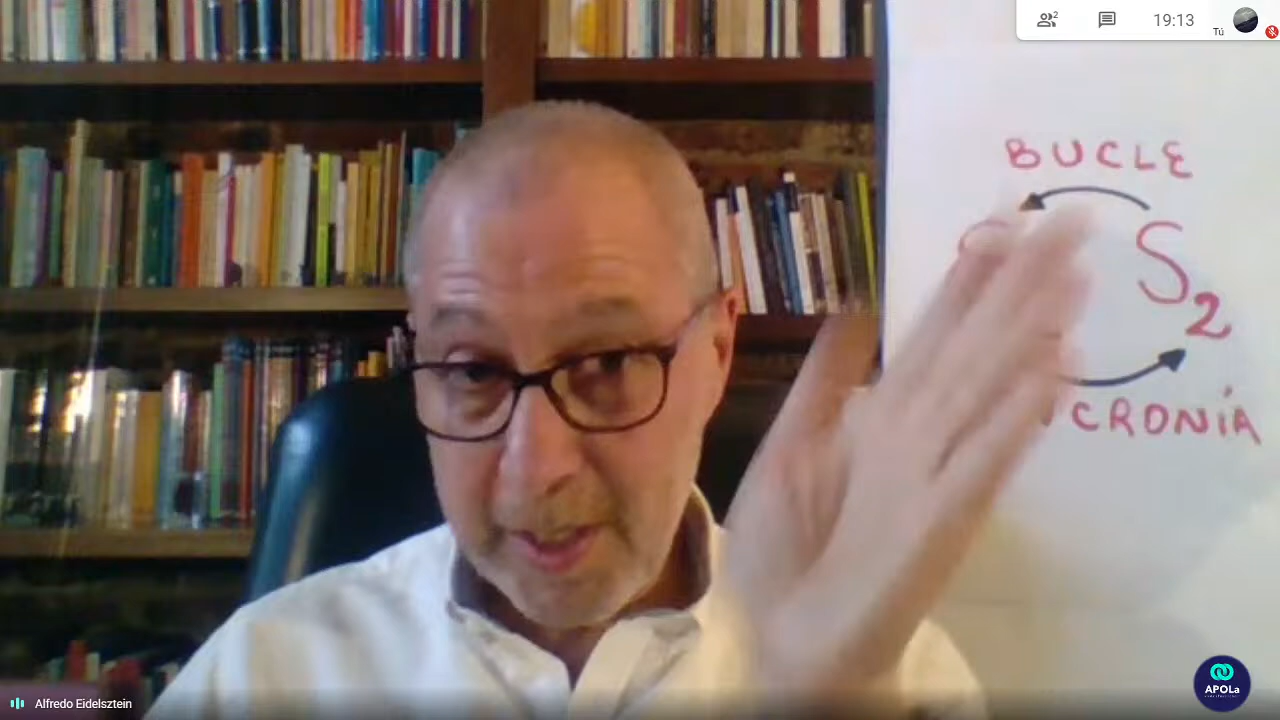 19:13
Tú
BUCLE
S2
CRONÍA
Alfredo Eidelsztein
APOLa